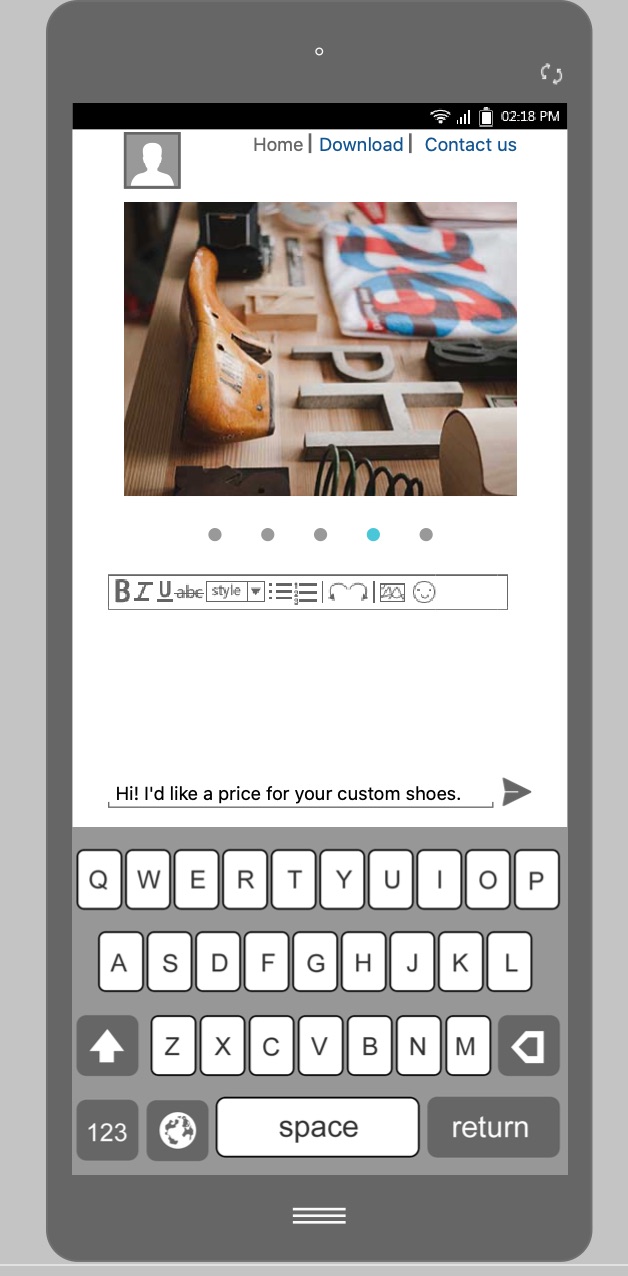 02:18 PM
Home | Download | Contact us
P
H
B I U abc style
Hi! I'd like a price for your custom shoes.
Q W E R T Y U I O P
A S D F G H J K L
Z X C V B N M
123 space return